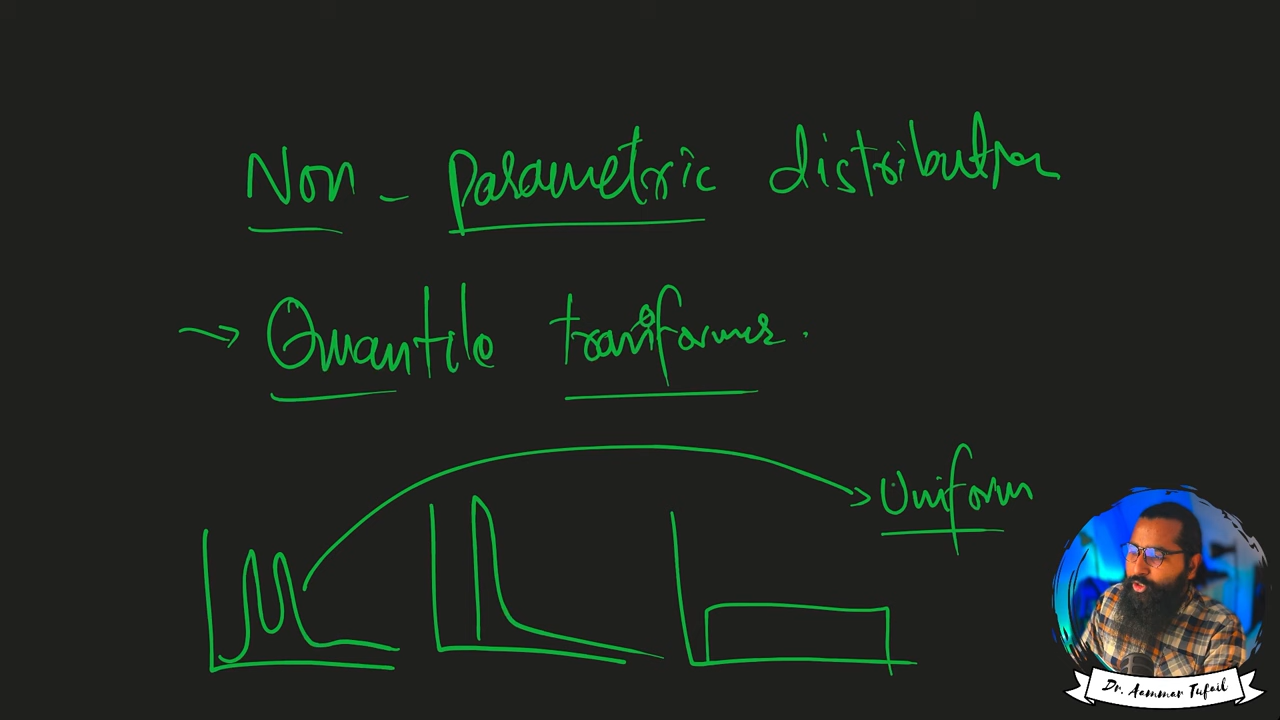 Non - parametric distribution
→ Quantile transformer.
Uniform
Dr. Aammar Tufail